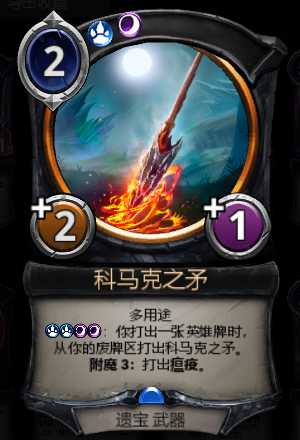 2
+2
+1
科马克之矛
多用途
：你打出一张英雄牌时，
从你的废牌区打出科马克之矛。
附魔 3：打出瘟疫。
遗宝 武器